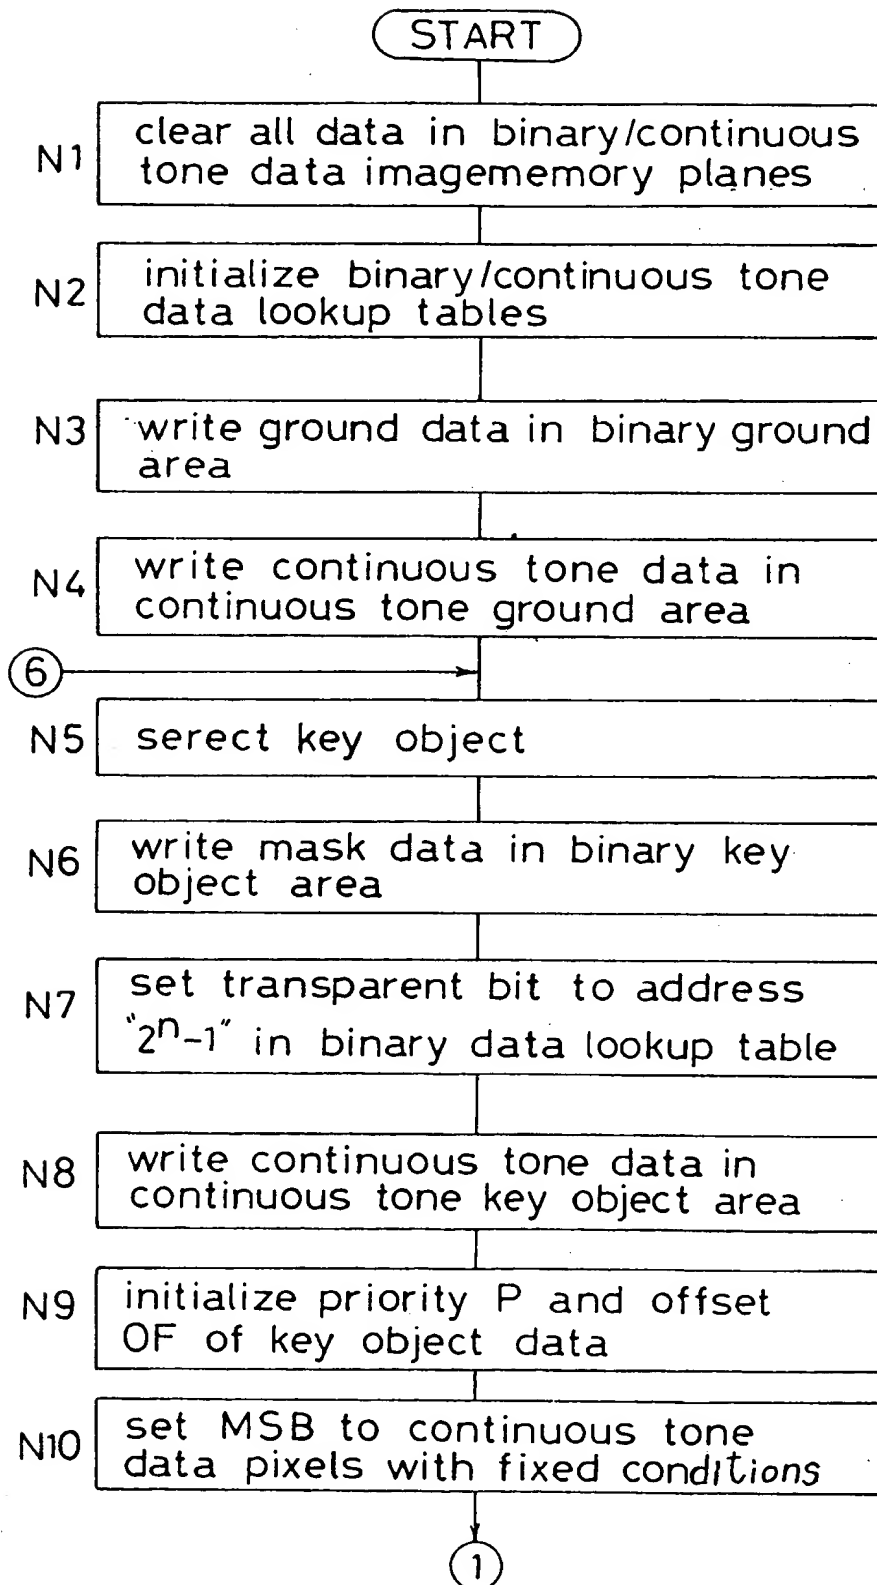 START
N1
clear all data in binary/continuous
tone data imagememory planes
N2
initialize binary/continuous tone
data lookup tables
N3
write ground data in binary ground
area
N4
write continuous tone data in
continuous tone ground area
6
N5
serect key object
N6
write mask data in binary key
object area
N7
set transparent bit to address
"2ⁿ-1" in binary data lookup table
N8
write continuous tone data in
continuous tone key object area
N9
initialize priority P and offset
OF of key object data
N10
set MSB to continuous tone
data pixels with fixed conditions
1